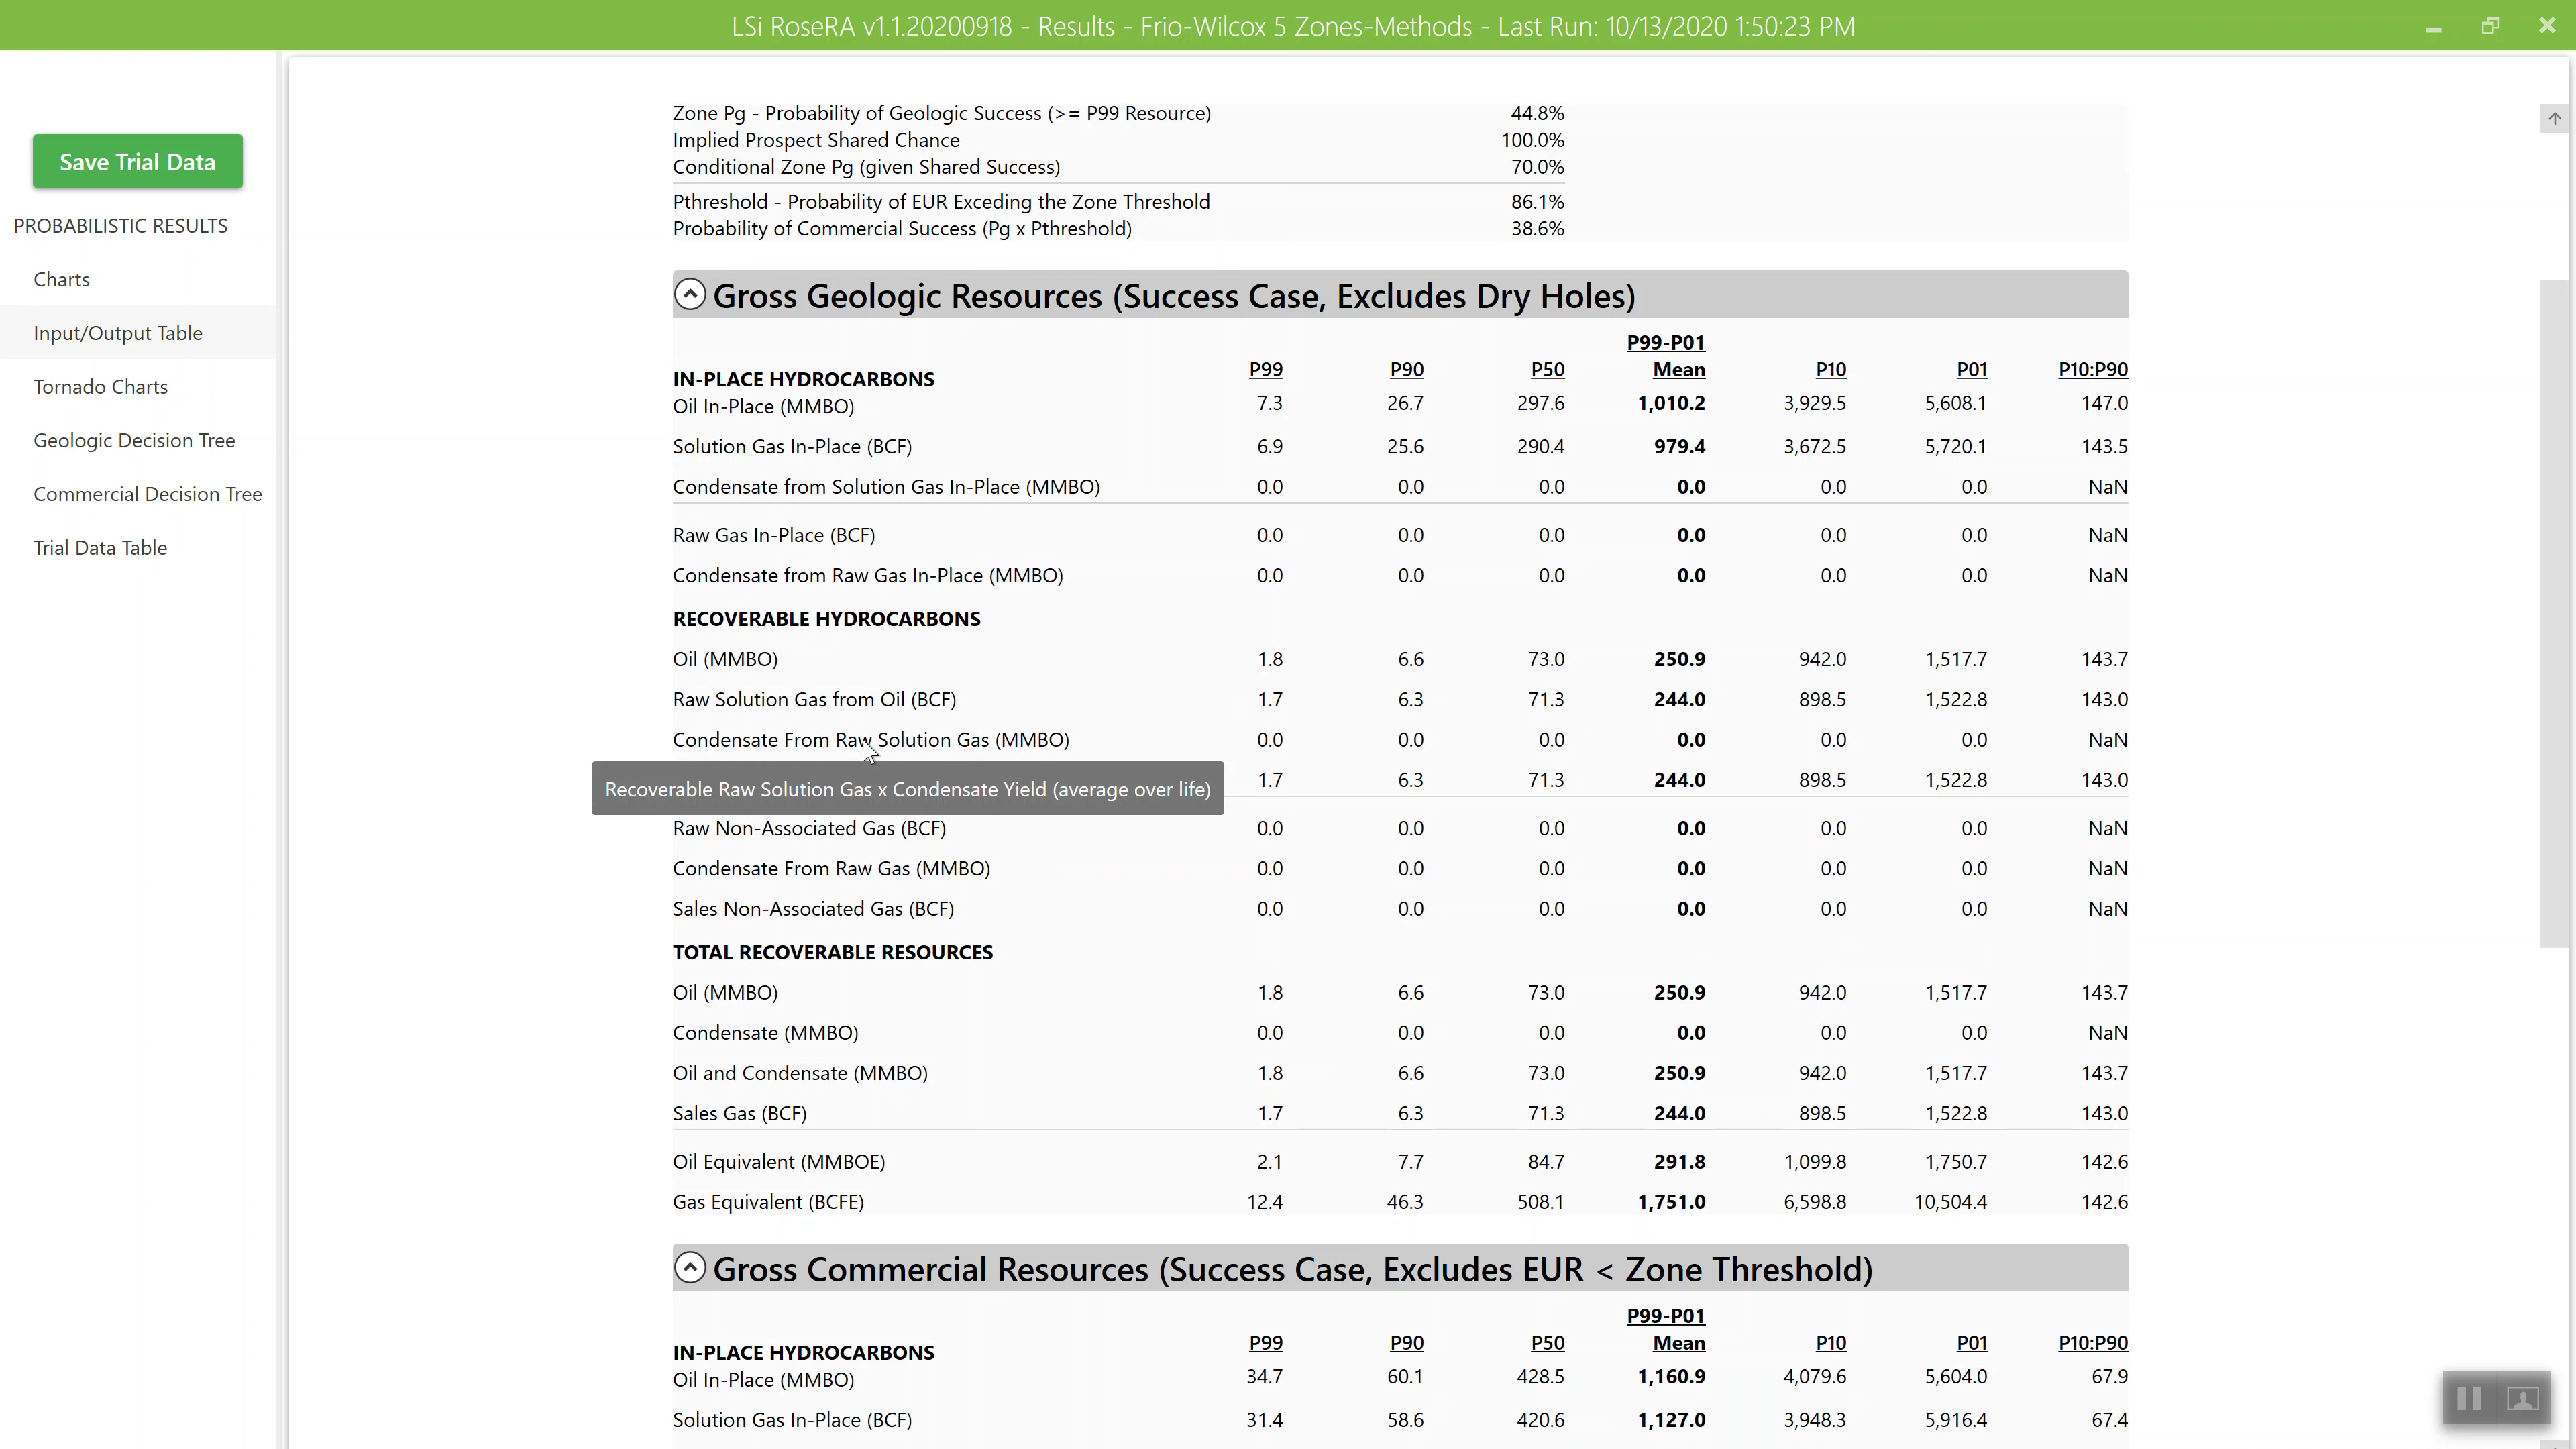 LSi RoseRA v1.1.20200918 - Results - Frio-Wilcox 5 Zones-Methods - Last Run: 10/13/2020 1:50:23 PM
Save Trial Data
PROBABILISTIC RESULTS
Charts
Input/Output Table
Tornado Charts
Geologic Decision Tree
Commercial Decision Tree
Trial Data Table
Zone Pg - Probability of Geologic Success (>= P99 Resource) 44.8%
Implied Prospect Shared Chance 100.0%
Conditional Zone Pg (given Shared Success) 70.0%
Pthreshold - Probability of EUR Exceding the Zone Threshold 86.1%
Probability of Commercial Success (Pg x Pthreshold) 38.6%
Gross Geologic Resources (Success Case, Excludes Dry Holes)
P99-P01
IN-PLACE HYDROCARBONS P99 P90 P50 Mean P10 P01 P10:P90
Oil In-Place (MMBO) 7.3 26.7 297.6 1,010.2 3,929.5 5,608.1 147.0
Solution Gas In-Place (BCF) 6.9 25.6 290.4 979.4 3,672.5 5,720.1 143.5
Condensate from Solution Gas In-Place (MMBO) 0.0 0.0 0.0 0.0 0.0 0.0 NaN
Raw Gas In-Place (BCF) 0.0 0.0 0.0 0.0 0.0 0.0 NaN
Condensate from Raw Gas In-Place (MMBO) 0.0 0.0 0.0 0.0 0.0 0.0 NaN
RECOVERABLE HYDROCARBONS
Oil (MMBO) 1.8 6.6 73.0 250.9 942.0 1,517.7 143.7
Raw Solution Gas from Oil (BCF) 1.7 6.3 71.3 244.0 898.5 1,522.8 143.0
Condensate From Raw Solution Gas (MMBO) 0.0 0.0 0.0 0.0 0.0 0.0 NaN
Recoverable Raw Solution Gas x Condensate Yield (average over life) 1.7 6.3 71.3 244.0 898.5 1,522.8 143.0
Raw Non-Associated Gas (BCF) 0.0 0.0 0.0 0.0 0.0 0.0 NaN
Condensate From Raw Gas (MMBO) 0.0 0.0 0.0 0.0 0.0 0.0 NaN
Sales Non-Associated Gas (BCF) 0.0 0.0 0.0 0.0 0.0 0.0 NaN
TOTAL RECOVERABLE RESOURCES
Oil (MMBO) 1.8 6.6 73.0 250.9 942.0 1,517.7 143.7
Condensate (MMBO) 0.0 0.0 0.0 0.0 0.0 0.0 NaN
Oil and Condensate (MMBO) 1.8 6.6 73.0 250.9 942.0 1,517.7 143.7
Sales Gas (BCF) 1.7 6.3 71.3 244.0 898.5 1,522.8 143.0
Oil Equivalent (MMBOE) 2.1 7.7 84.7 291.8 1,099.8 1,750.7 142.6
Gas Equivalent (BCFE) 12.4 46.3 508.1 1,751.0 6,598.8 10,504.4 142.6
Gross Commercial Resources (Success Case, Excludes EUR < Zone Threshold)
P99-P01
IN-PLACE HYDROCARBONS P99 P90 P50 Mean P10 P01 P10:P90
Oil In-Place (MMBO) 34.7 60.1 428.5 1,160.9 4,079.6 5,604.0 67.9
Solution Gas In-Place (BCF) 31.4 58.6 420.6 1,127.0 3,948.3 5,916.4 67.4